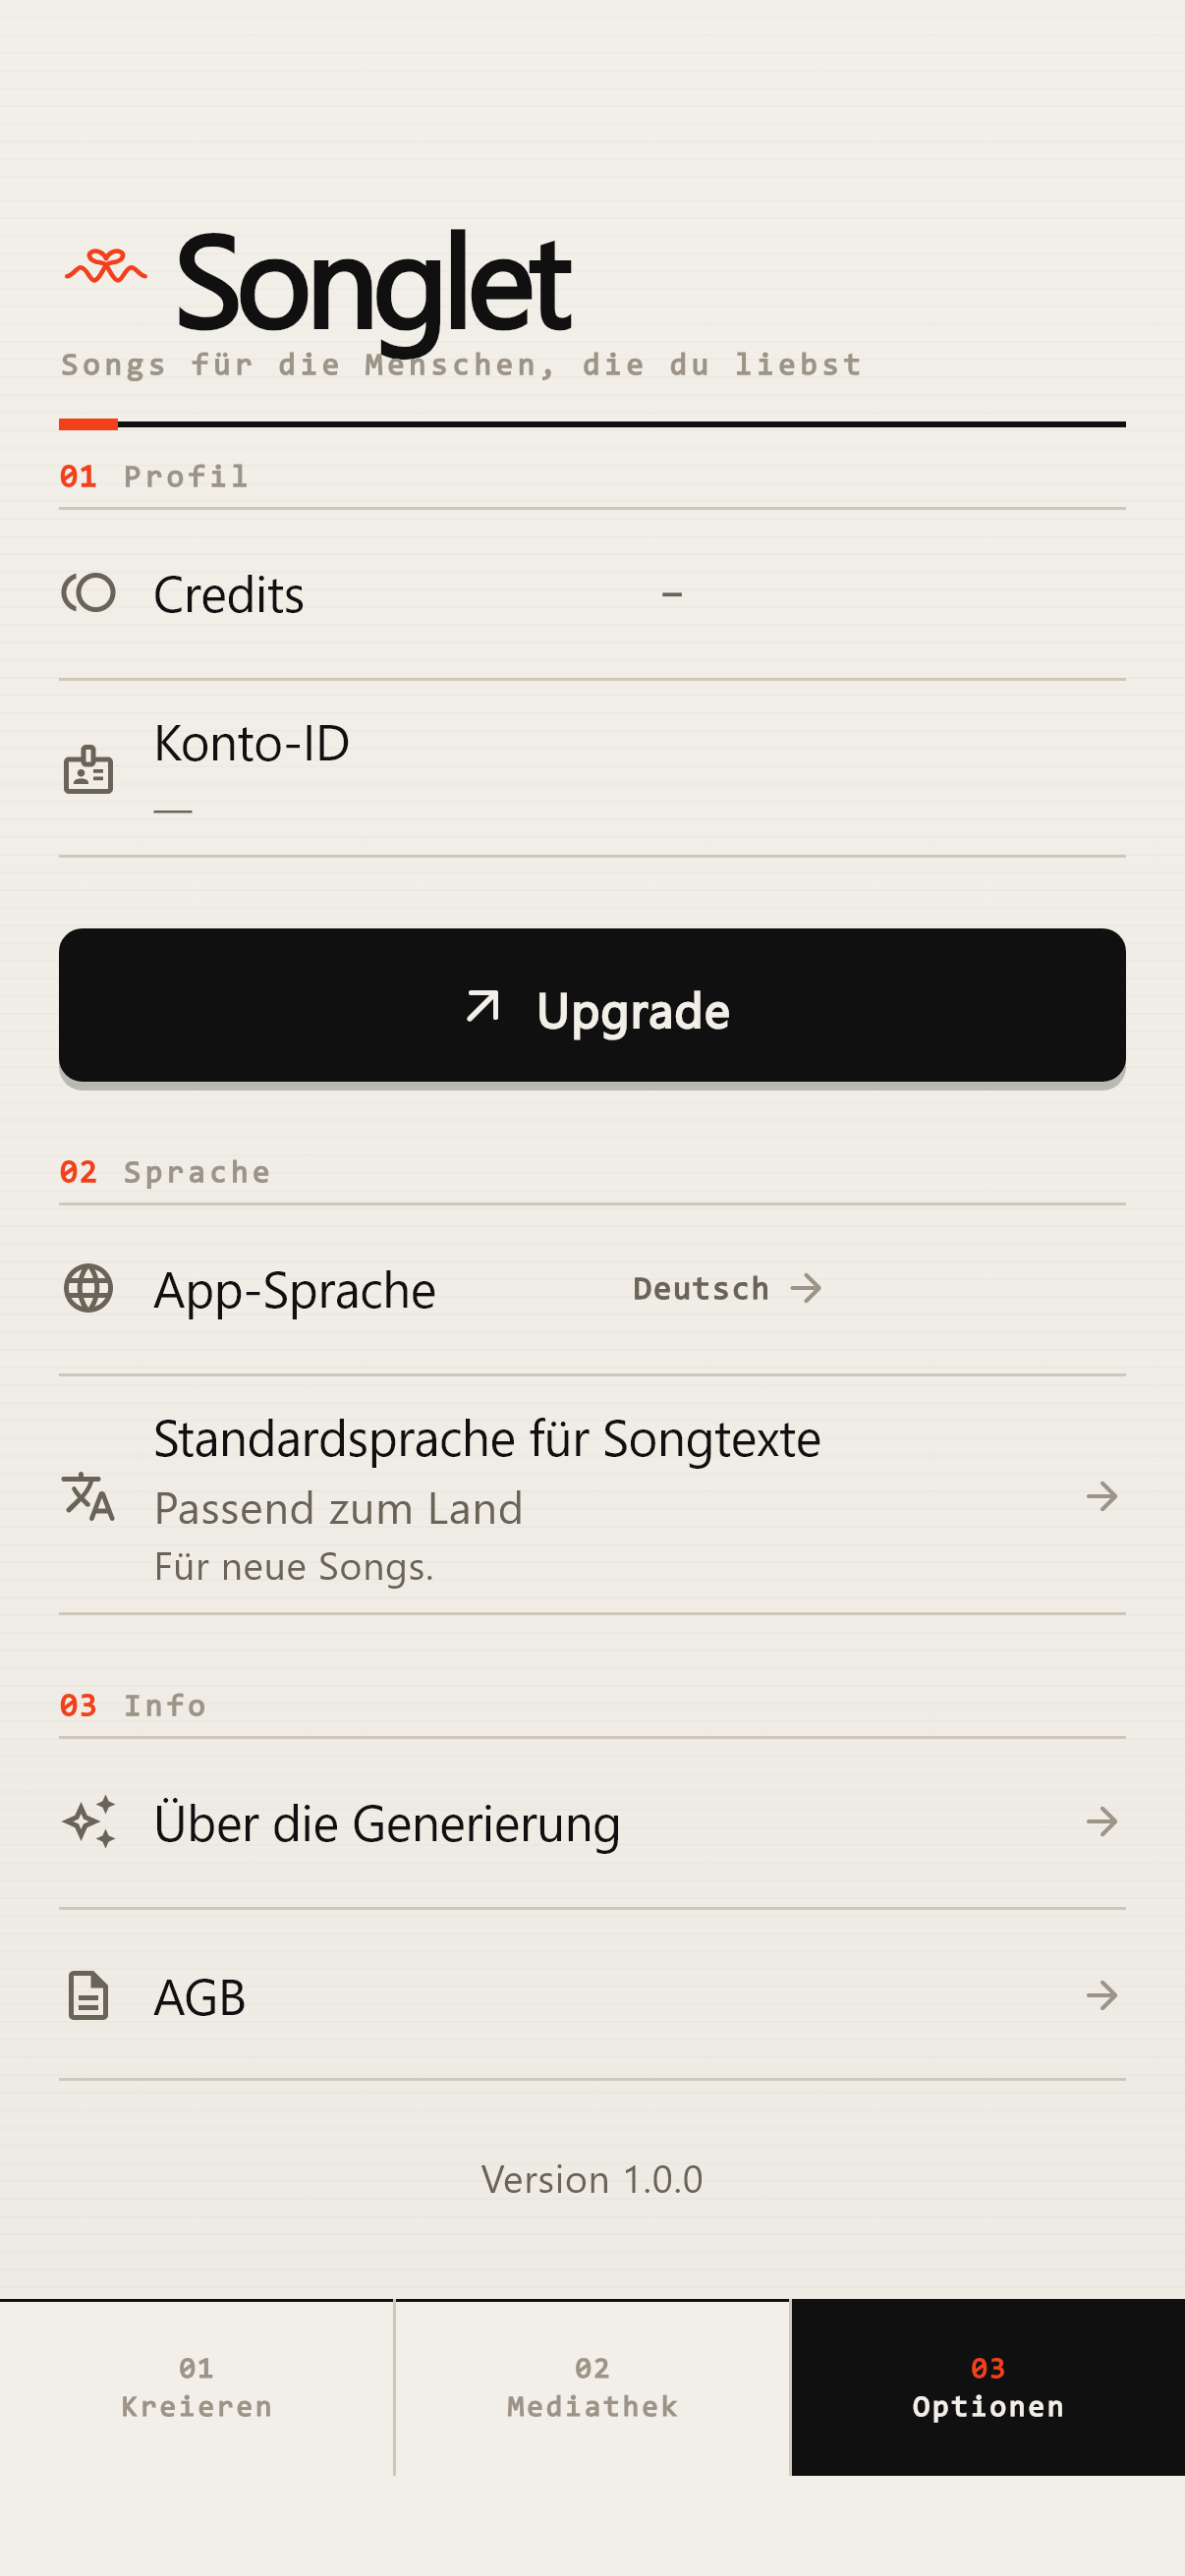 Songlet
Songs für die Menschen, die du liebst
01 Profil
Credits –
Konto-ID
—
Upgrade
02 Sprache
App-Sprache Deutsch
Standardsprache für Songtexte
Passend zum Land
Für neue Songs.
03 Info
Über die Generierung
AGB
Version 1.0.0
01 02 03
Kreieren Mediathek Optionen